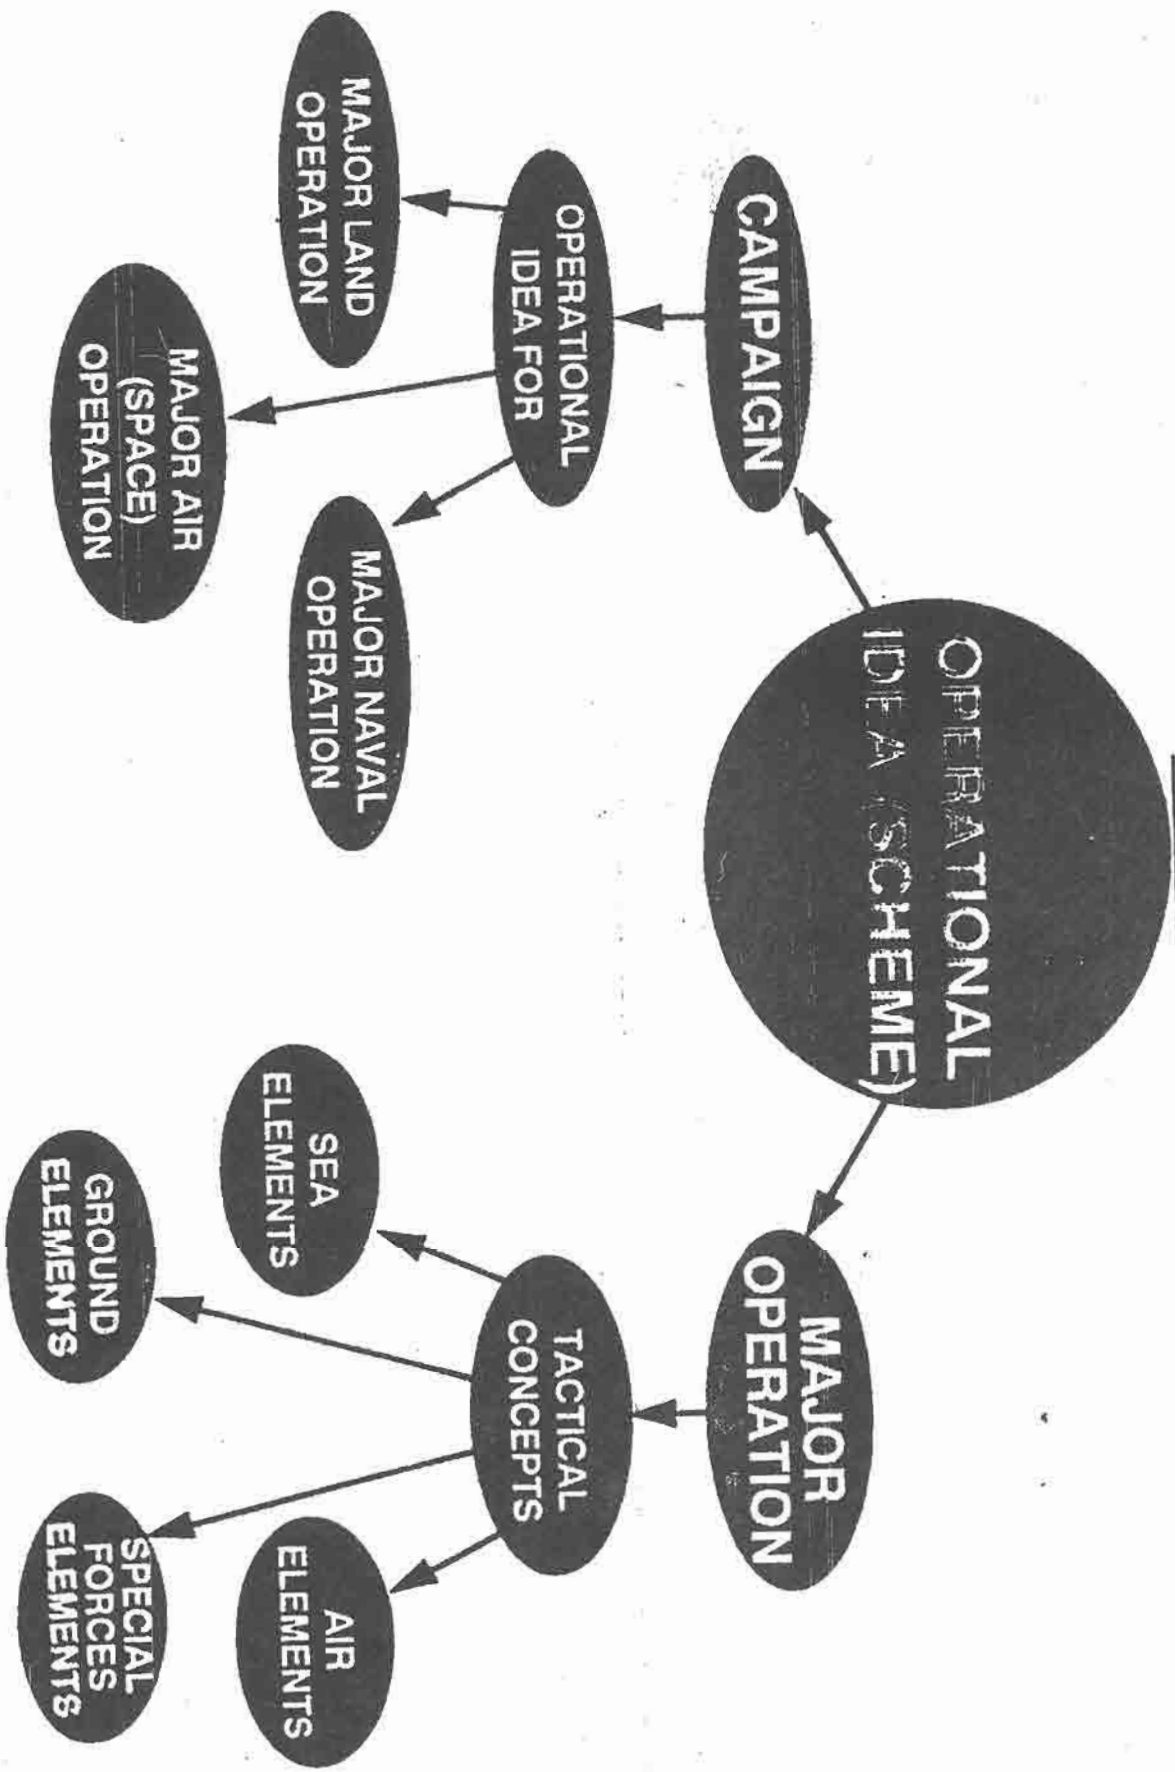 OPERATIONAL
IDEA (SCHEME)
CAMPAIGN
MAJOR
OPERATION
OPERATIONAL
IDEA FOR
TACTICAL
CONCEPTS
MAJOR LAND
OPERATION
MAJOR NAVAL
OPERATION
MAJOR AIR
(SPACE)
OPERATION
SEA
ELEMENTS
AIR
ELEMENTS
GROUND
ELEMENTS
SPECIAL
FORCES
ELEMENTS